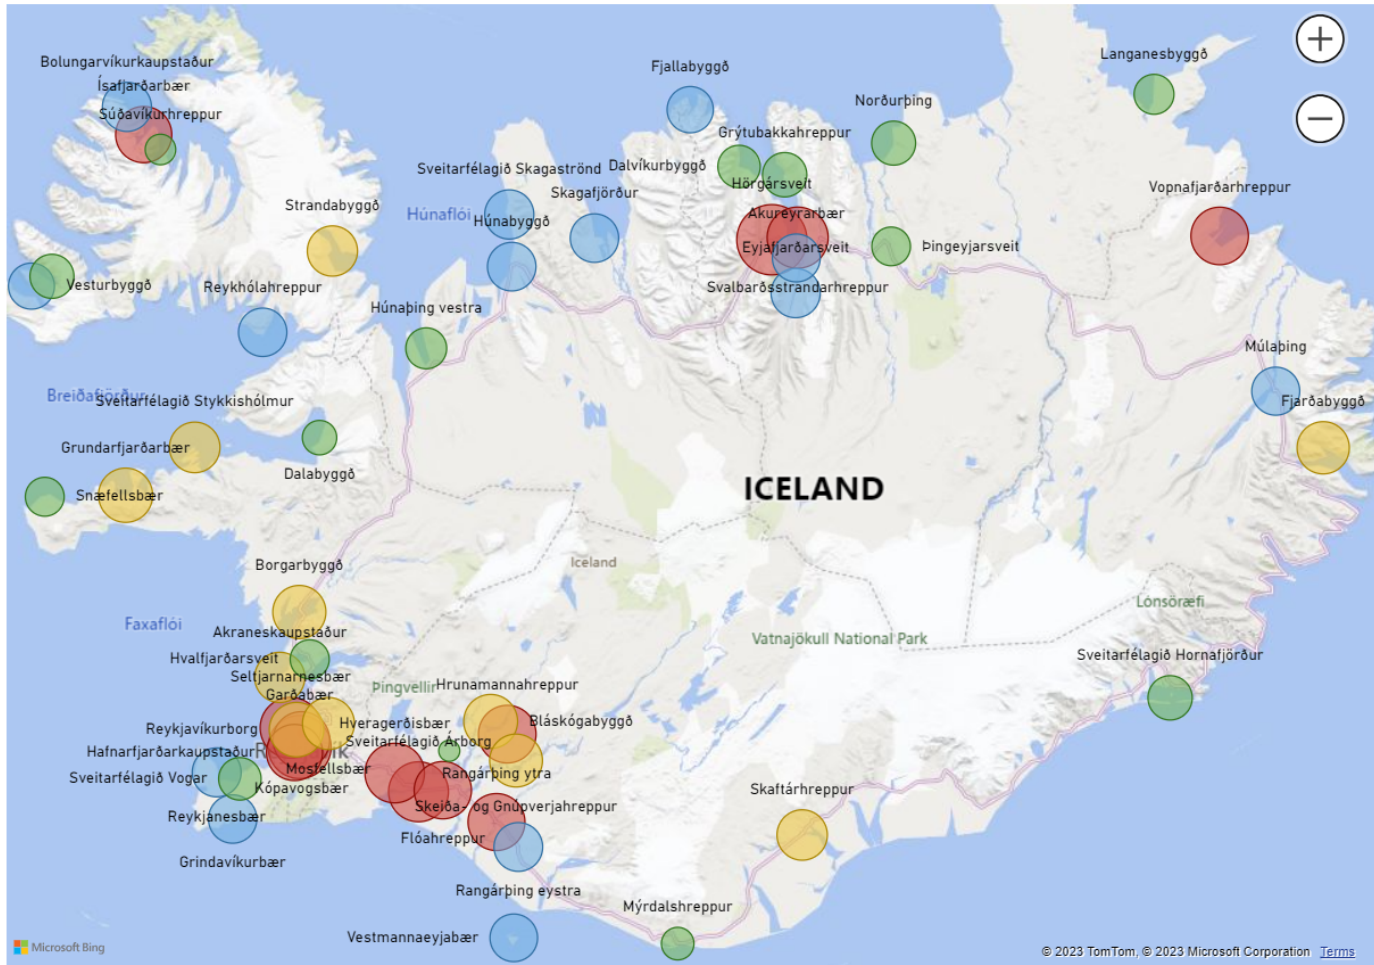 +
Langanesbyggð
Bolungarvíkurkaupstaður
Fjallabyggð
Ísafjarðarbær
Norðurþing
Súðavíkurhreppur
Grýtubakkahreppur
−
Sveitarfélagið Skagaströnd
Dalvíkurbyggð
Hörgársveit
Skagafjörður
Vopnafjarðarhreppur
Strandabyggð
Húnaflói
Húnabyggð
Akureyrarbær
Eyjafjarðarsveit
Þingeyjarsveit
Vesturbyggð
Reykhólahreppur
Svalbarðsstrandarhreppur
Húnaþing vestra
Múlaþing
Breiðafjörður
Sveitarfélagið Stykkishólmur
Fjarðabyggð
Grundarfjarðarbær
Dalabyggð
ICELAND
Snæfellsbær
Iceland
Borgarbyggð
Lónsöræfi
Faxaflói
Akraneskaupstaður
Vatnajökull National Park
Hvalfjarðarsveit
Sveitarfélagið Hornafjörður
Seltjarnarnesbær
Þingvellir
Hrunamannahreppur
Garðabær
Reykjavíkurborg
Hveragerðisbær
Bláskógabyggð
Sveitarfélagið Árborg
Hafnarfjarðarkaupstaður
Mosfellsbær
Rangárþing ytra
Sveitarfélagið Vogar
Kópavogsbær
Skaftárhreppur
Skeiða- og Gnúpverjahreppur
Reykjanesbær
Flóahreppur
Grindavíkurbær
Rangárþing eystra
Mýrdalshreppur
Vestmannaeyjabær
Microsoft Bing
© 2023 TomTom, © 2023 Microsoft Corporation Terms